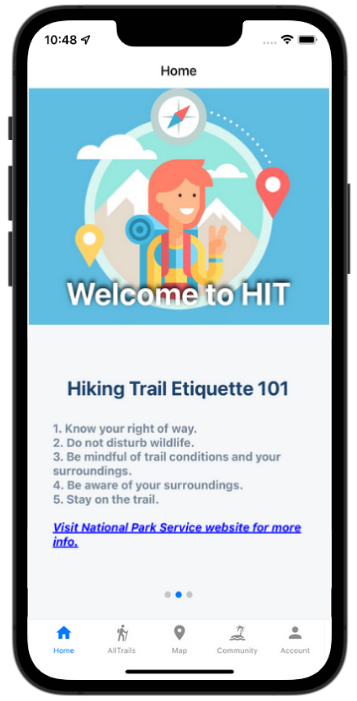 10:48
Home
Welcome to HIT
Hiking Trail Etiquette 101
1. Know your right of way.
2. Do not disturb wildlife.
3. Be mindful of trail conditions and your
surroundings.
4. Be aware of your surroundings.
5. Stay on the trail.
Visit National Park Service website for more
info.
Home AllTrails Map Community Account